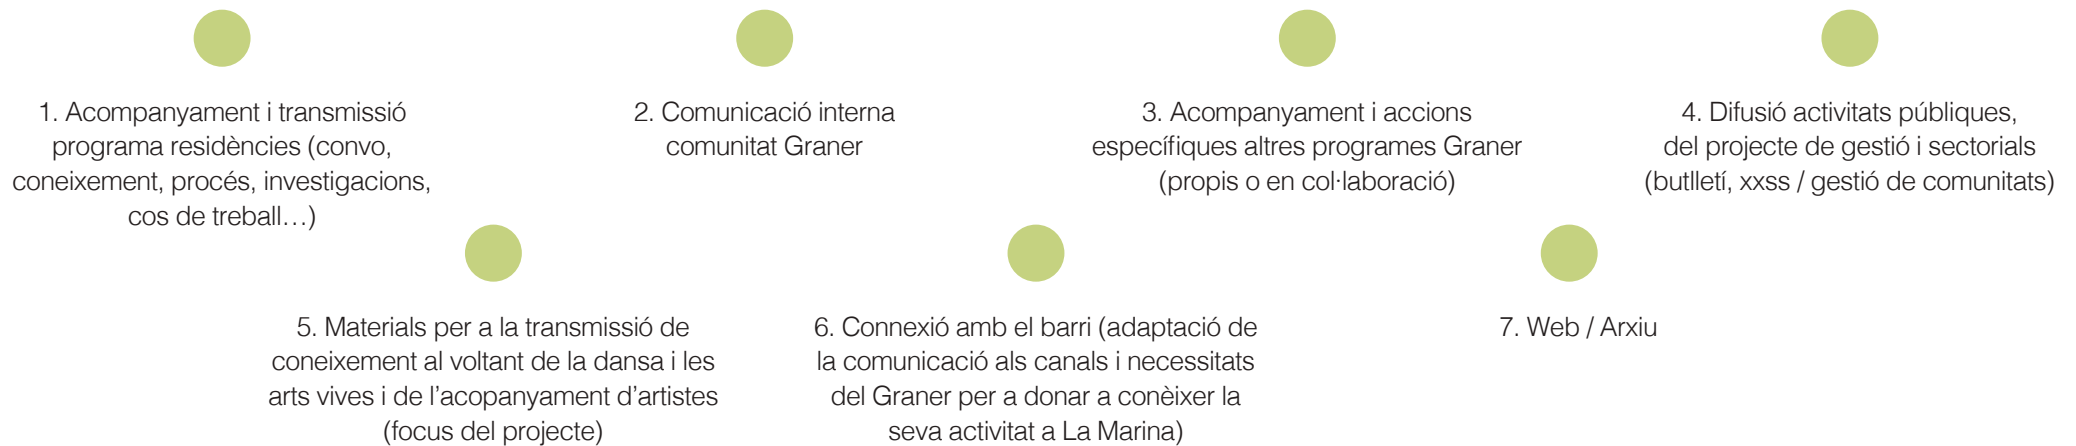 1. Acompanyament i transmissió
programa residències (convo,
coneixement, procés, investigacions,
cos de treball…)
2. Comunicació interna
comunitat Graner
3. Acompanyament i accions
específiques altres programes Graner
(propis o en col·laboració)
4. Difusió activitats públiques,
del projecte de gestió i sectorials
(butlletí, xxss / gestió de comunitats)
5. Materials per a la transmissió de
coneixement al voltant de la dansa i les
arts vives i de l’acopanyament d’artistes
(focus del projecte)
6. Connexió amb el barri (adaptació de
la comunicació als canals i necessitats
del Graner per a donar a conèixer la
seva activitat a La Marina)
7. Web / Arxiu